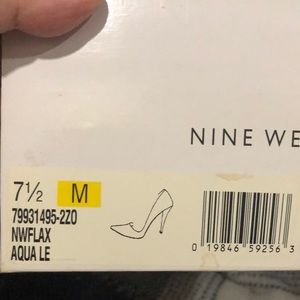 NINE WE
7½ M
79931495-2Z0
NWFLAX
AQUA LE
0 19846 59256 3